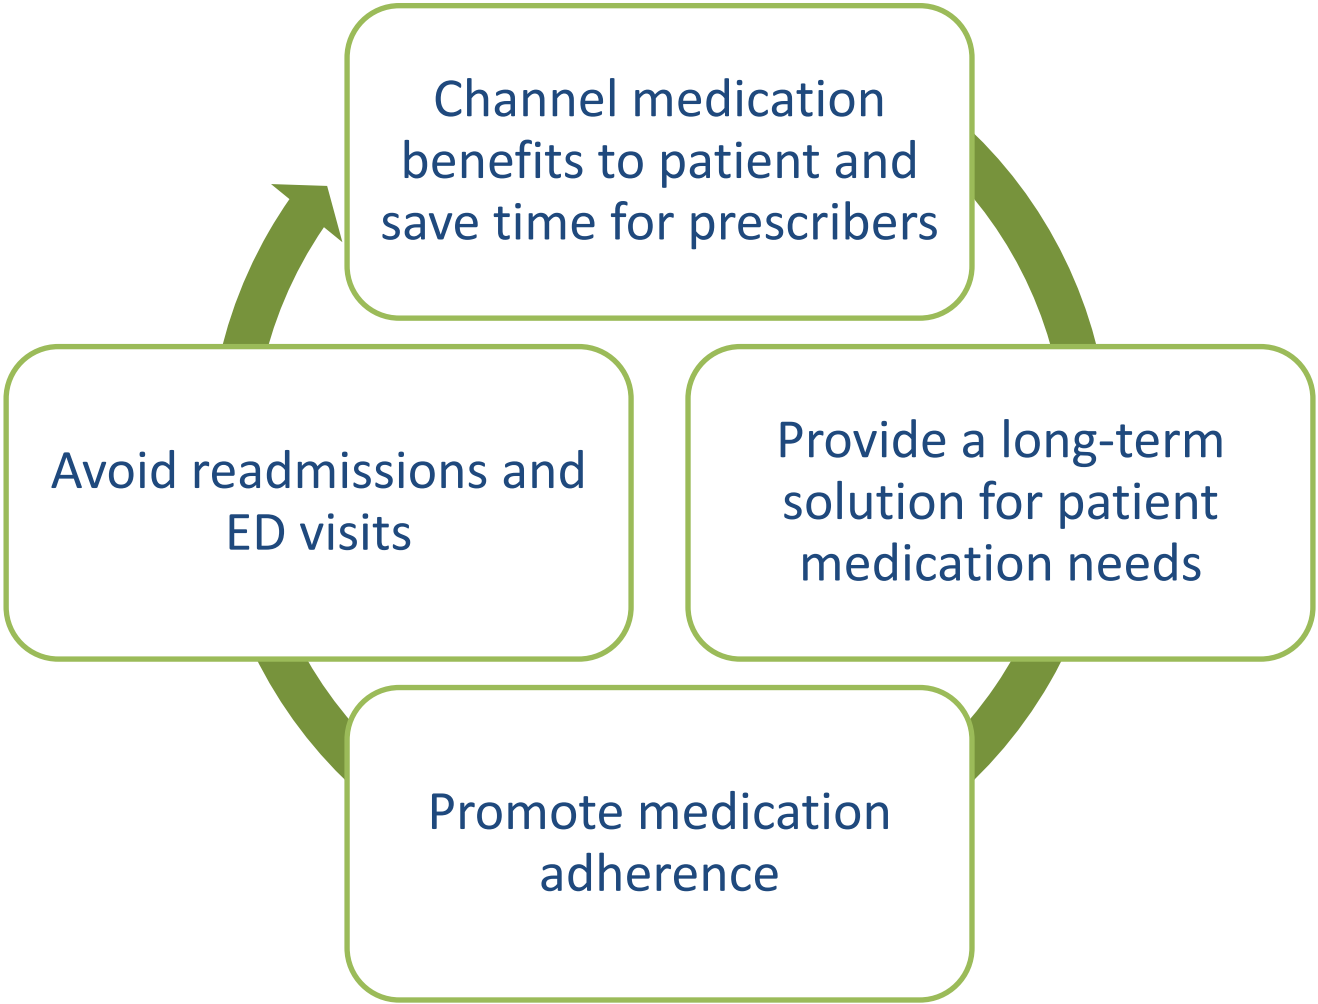 Channel medication
benefits to patient and
save time for prescribers
Provide a long-term
solution for patient
medication needs
Promote medication
adherence
Avoid readmissions and
ED visits